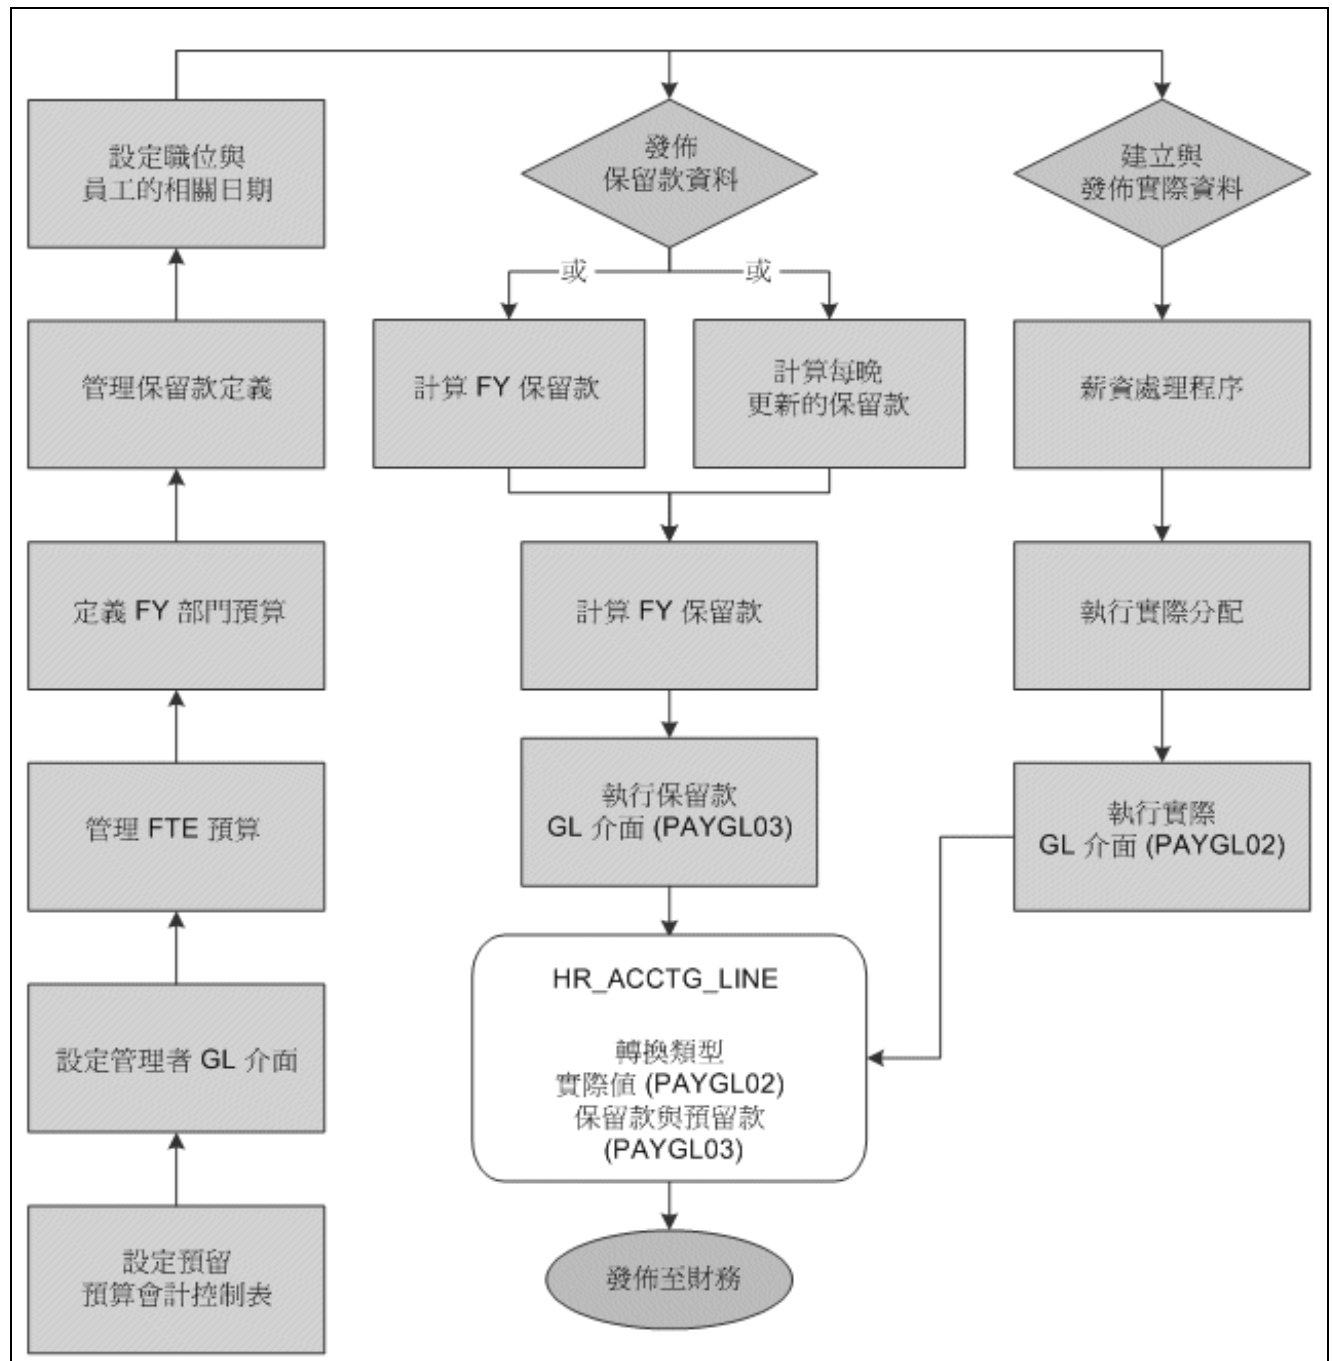 設定職位與
員工的相關日期
管理保留款定義
定義 FY 部門預算
管理 FTE 預算
設定管理者 GL 介面
設定預留
預算會計控制表
發佈
保留款資料
或
或
計算 FY 保留款
計算每晚
更新的保留款
計算 FY 保留款
執行保留款
GL 介面 (PAYGL03)
HR_ACCTG_LINE
轉換類型
實際值 (PAYGL02)
保留款與預留款
(PAYGL03)
發佈至財務
建立與
發佈實際資料
薪資處理程序
執行實際分配
執行實際
GL 介面 (PAYGL02)